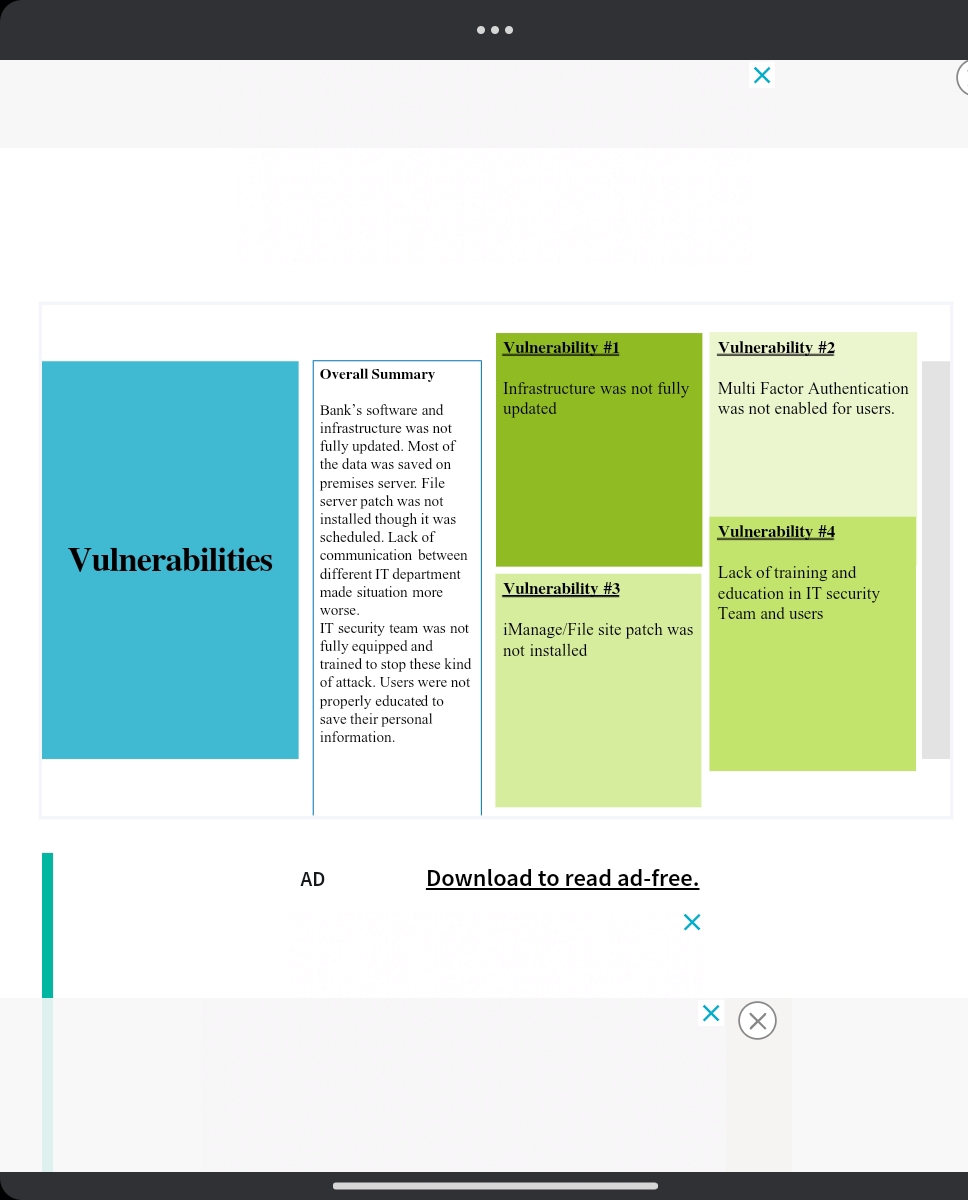 Vulnerabilities
Overall Summary
Bank’s software and
infrastructure was not
fully updated. Most of
the data was saved on
premises server. File
server patch was not
installed though it was
scheduled. Lack of
communication between
different IT department
made situation more
worse.
IT security team was not
fully equipped and
trained to stop these kind
of attack. Users were not
properly educated to
save their personal
information.
Vulnerability #1
Infrastructure was not fully
updated
Vulnerability #2
Multi Factor Authentication
was not enabled for users.
Vulnerability #3
iManage/File site patch was
not installed
Vulnerability #4
Lack of training and
education in IT security
Team and users
AD
Download to read ad-free.